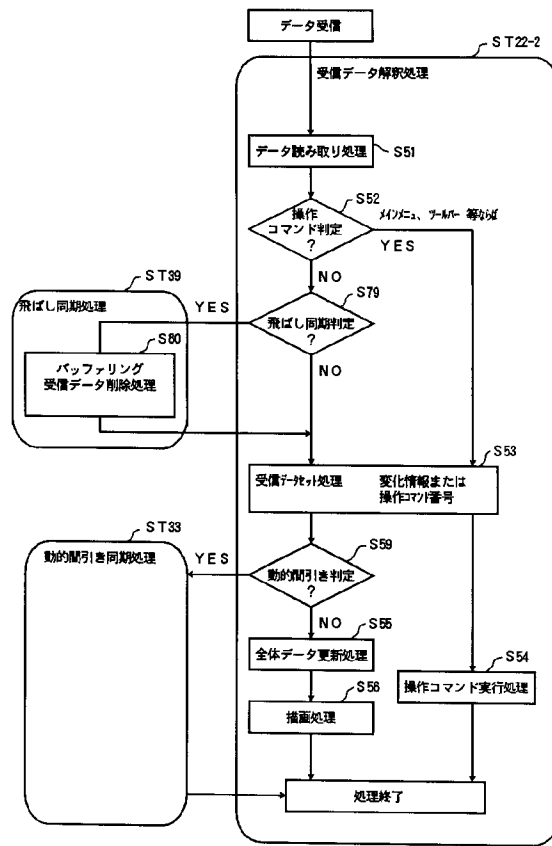 データ受信
ST22-2
受信データ解釈処理
データ読み取り処理
S51
S52
操作
コマンド判定
?
メインメニュ、ツールバー 等ならば
YES
NO
ST39
飛ばし同期処理
YES
S79
飛ばし同期判定
?
S80
バッファリング
受信データ削除処理
NO
S53
受信データセット処理
変化情報または
操作コマンド番号
ST33
動的間引き同期処理
YES
S59
動的間引き判定
?
NO
S55
全体データ更新処理
S54
操作コマンド実行処理
S56
描画処理
処理終了